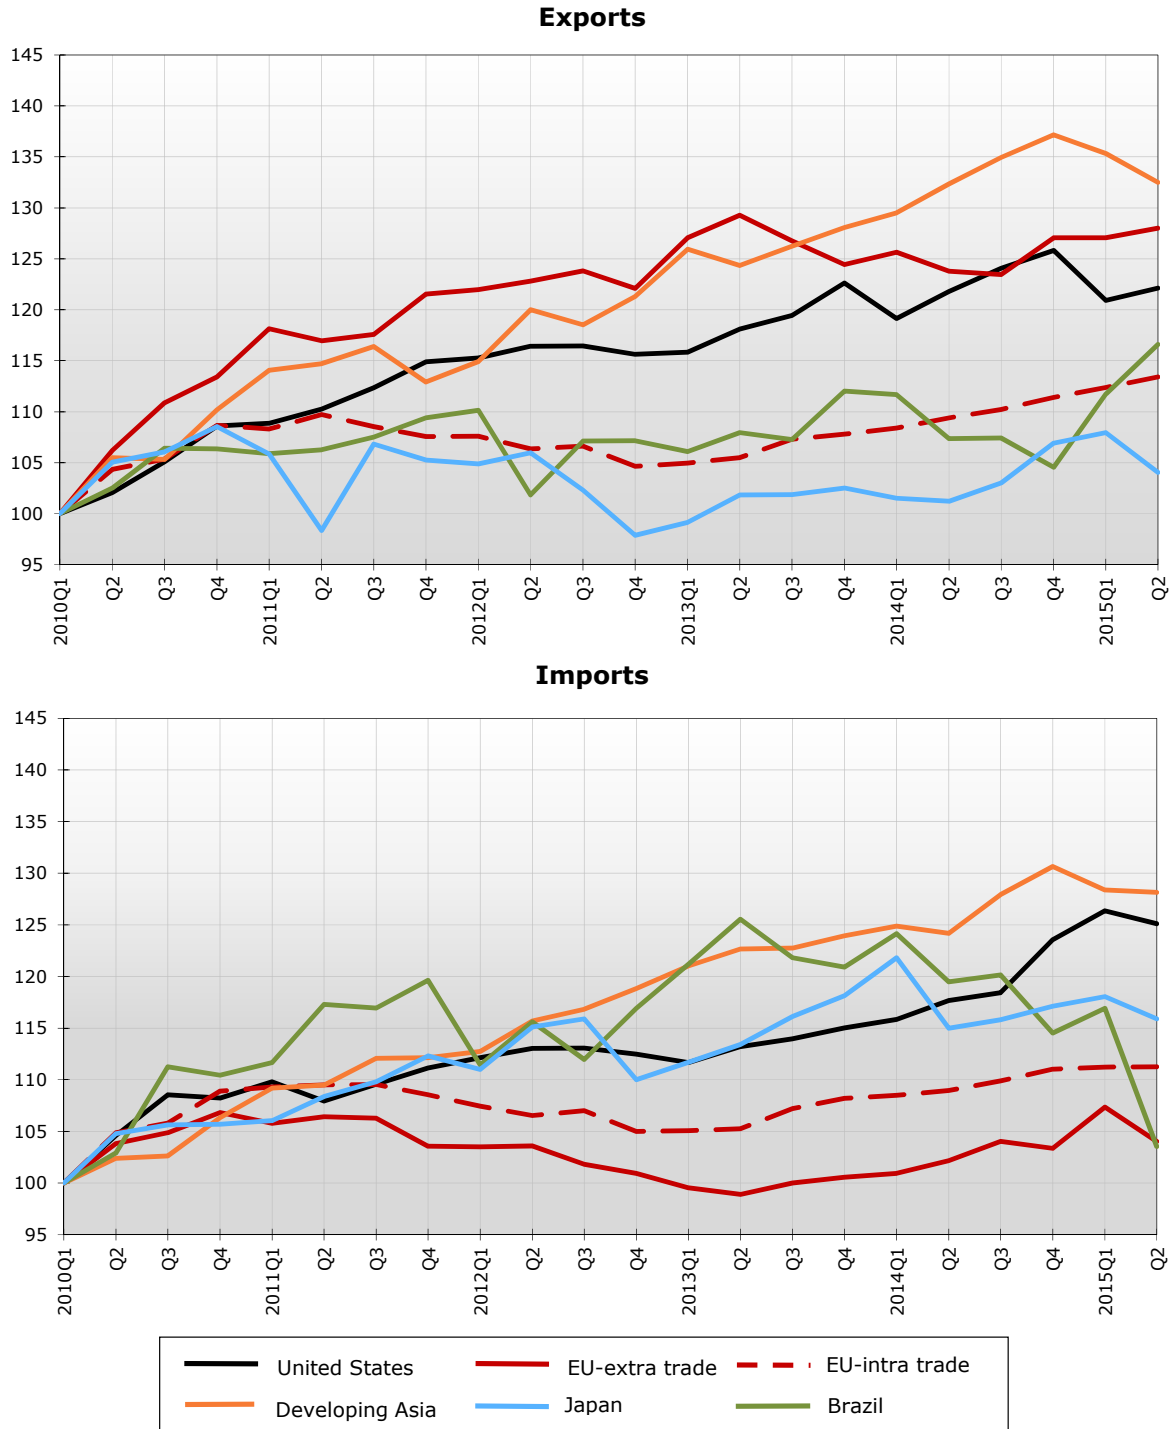 Exports
145
140
135
130
125
120
115
110
105
100
95
2010Q1
Q2
Q3
Q4
2011Q1
Q2
Q3
Q4
2012Q1
Q2
Q3
Q4
2013Q1
Q2
Q3
Q4
2014Q1
Q2
Q3
Q4
2015Q1
Q2
Imports
145
140
135
130
125
120
115
110
105
100
95
2010Q1
Q2
Q3
Q4
2011Q1
Q2
Q3
Q4
2012Q1
Q2
Q3
Q4
2013Q1
Q2
Q3
Q4
2014Q1
Q2
Q3
Q4
2015Q1
Q2
United States EU-extra trade EU-intra trade
Developing Asia Japan Brazil